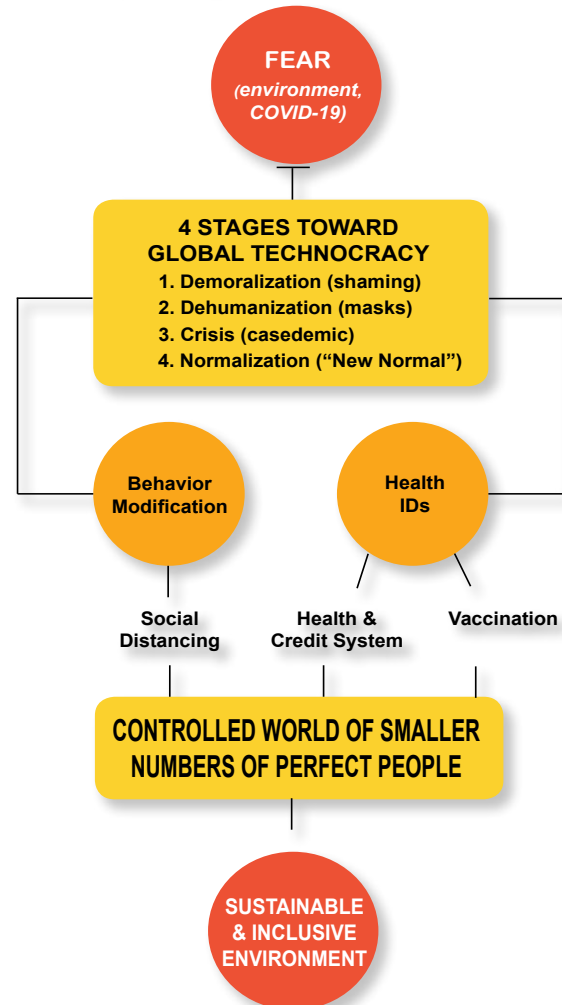 FEAR
(environment,
COVID-19)
4 STAGES TOWARD
GLOBAL TECHNOCRACY
1. Demoralization (shaming)
2. Dehumanization (masks)
3. Crisis (casedemic)
4. Normalization (“New Normal”)
Behavior
Modification
Health
IDs
Social
Distancing
Health &
Credit System
Vaccination
CONTROLLED WORLD OF SMALLER
NUMBERS OF PERFECT PEOPLE
SUSTAINABLE
& INCLUSIVE
ENVIRONMENT